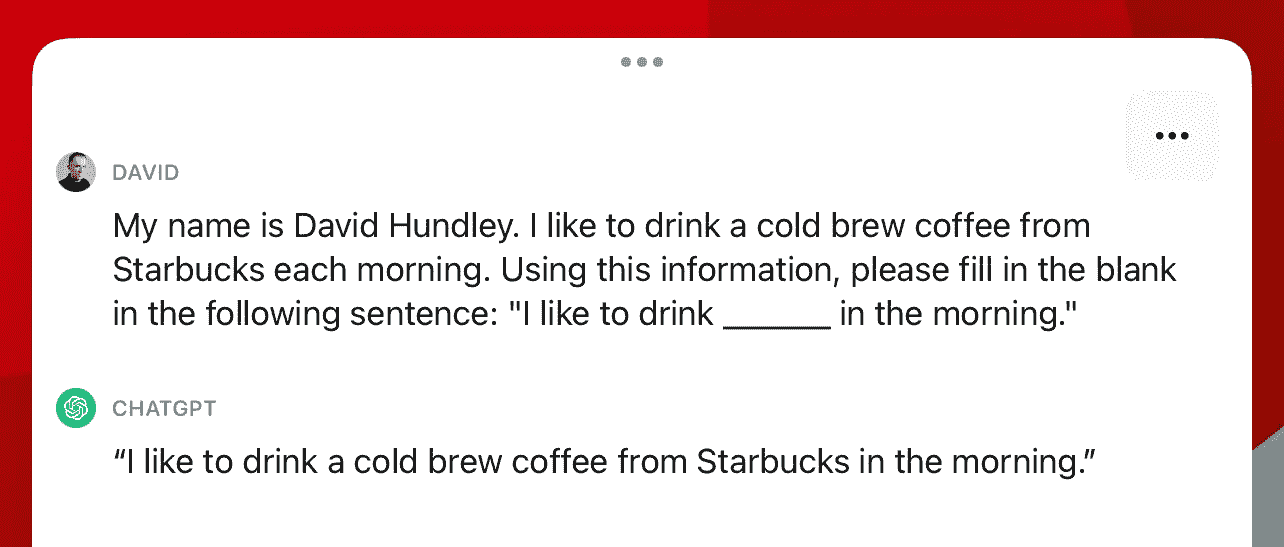 DAVID
My name is David Hundley. I like to drink a cold brew coffee from
Starbucks each morning. Using this information, please fill in the blank
in the following sentence: "I like to drink ______ in the morning."
CHATGPT
“I like to drink a cold brew coffee from Starbucks in the morning.”